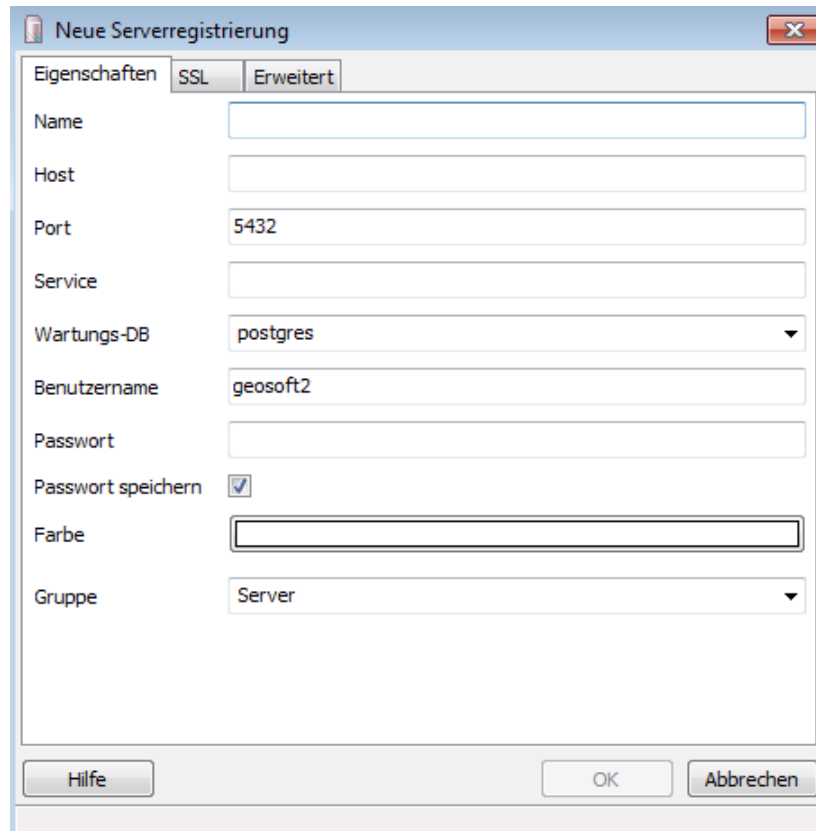 Neue Serverregistrierung
Eigenschaften SSL Erweitert
Name
Host
Port 5432
Service
Wartungs-DB postgres
Benutzername geosoft2
Passwort
Passwort speichern
Farbe
Gruppe Server
Hilfe OK Abbrechen